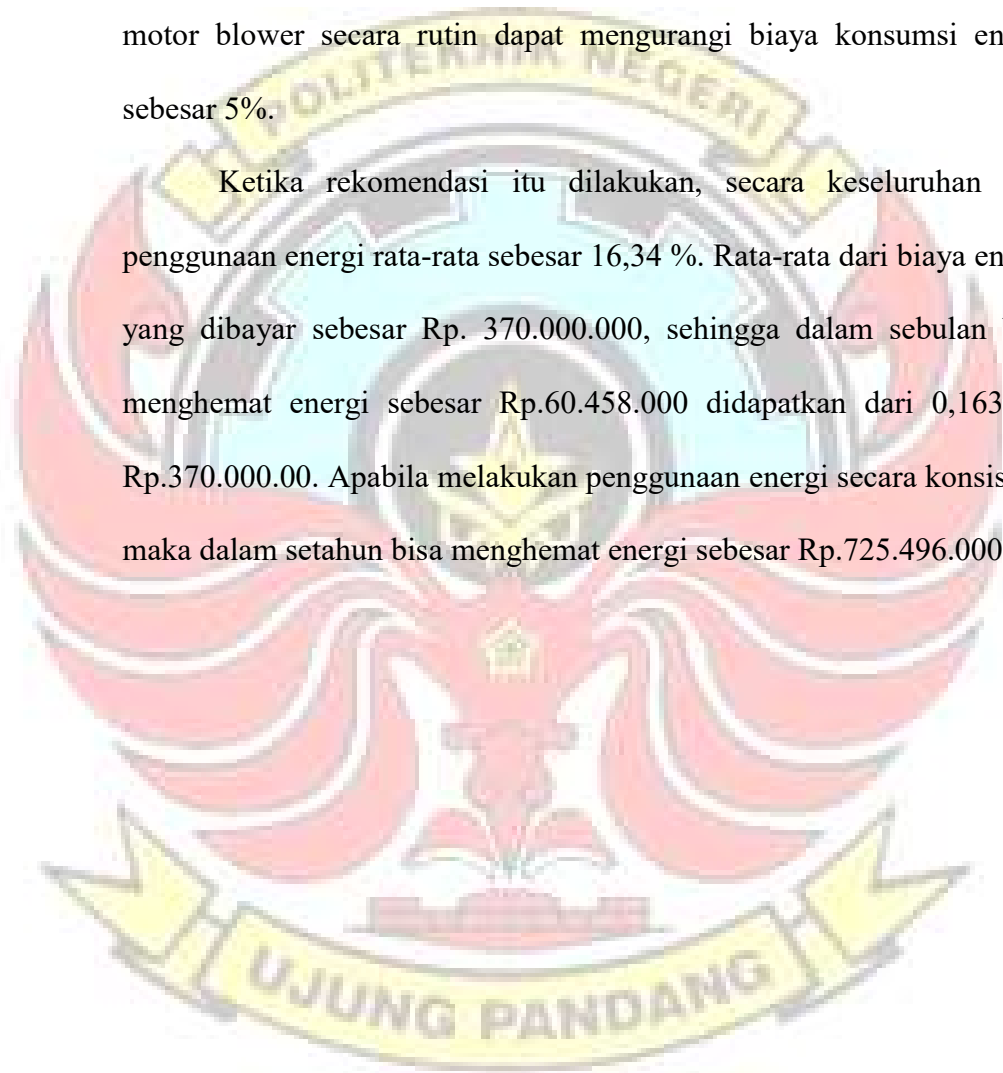 motor blower secara rutin dapat mengurangi biaya konsumsi en
sebesar 5%.
Ketika rekomendasi itu dilakukan, secara keseluruhan
penggunaan energi rata-rata sebesar 16,34 %. Rata-rata dari biaya en
yang dibayar sebesar Rp. 370.000.000, sehingga dalam sebulan
menghemat energi sebesar Rp.60.458.000 didapatkan dari 0,163
Rp.370.000.00. Apabila melakukan penggunaan energi secara konsis
maka dalam setahun bisa menghemat energi sebesar Rp.725.496.000
POLITEKNIK NEGERI
UJUNG PANDANG